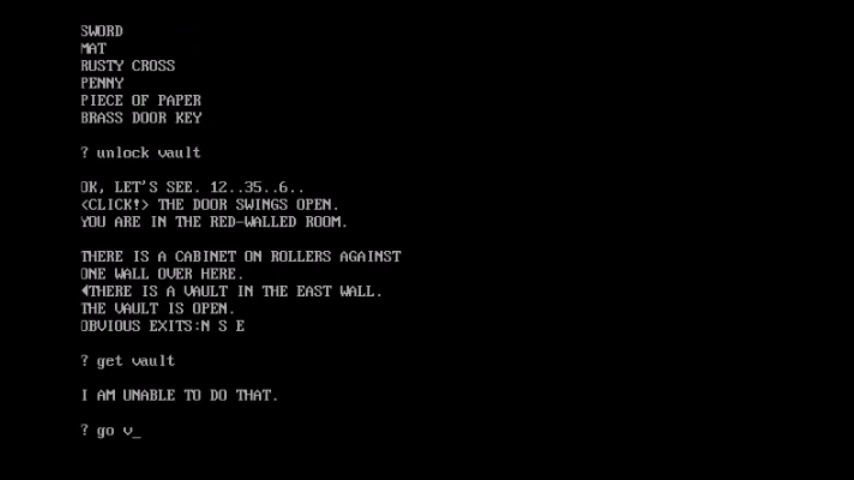 SWORD
MAT
RUSTY CROSS
PENNY
PIECE OF PAPER
BRASS DOOR KEY
? unlock vault
OK, LET'S SEE. 12..35..6..
<CLICK!> THE DOOR SWINGS OPEN.
YOU ARE IN THE RED-WALLED ROOM.
THERE IS A CABINET ON ROLLERS AGAINST
ONE WALL OVER HERE.
◄THERE IS A VAULT IN THE EAST WALL.
THE VAULT IS OPEN.
OBVIOUS EXITS:N S E
? get vault
I AM UNABLE TO DO THAT.
? go v_